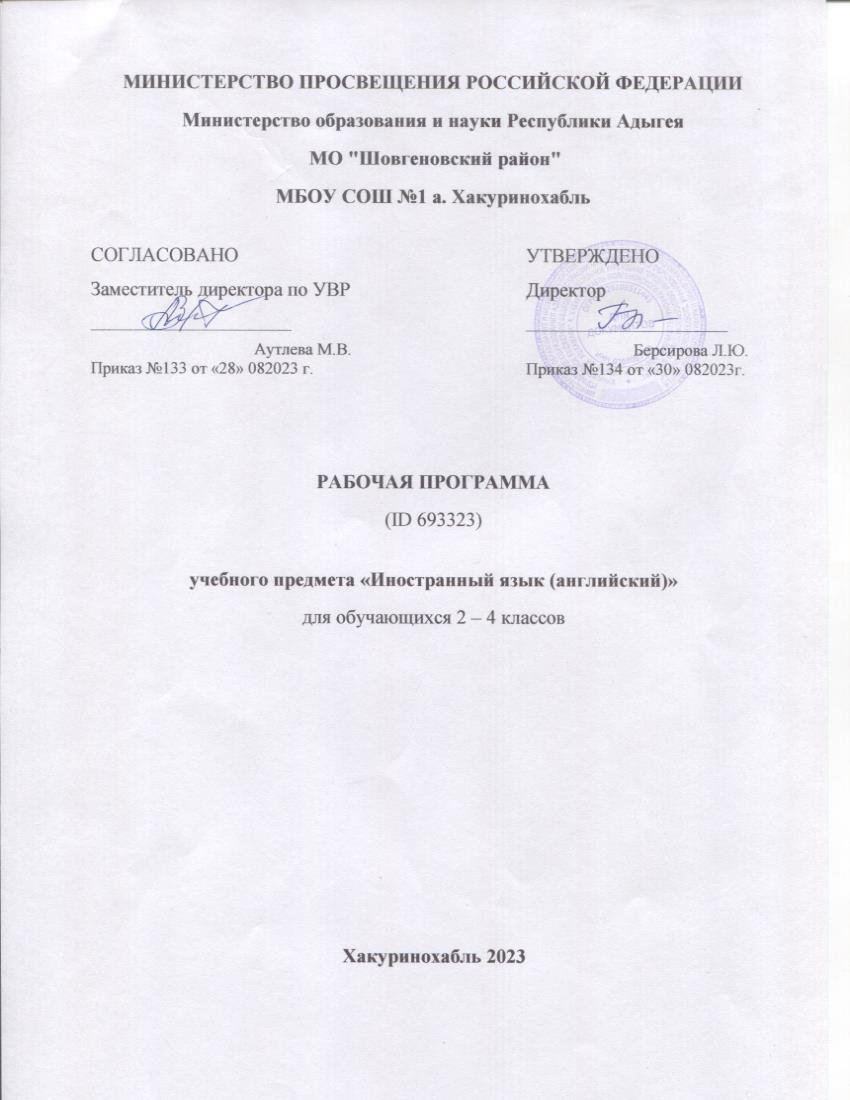 МИНИСТЕРСТВО ПРОСВЕЩЕНИЯ РОССИЙСКОЙ ФЕДЕРАЦИИ
Министерство образования и науки Республики Адыгея
МО "Шовгеновский район"
МБОУ СОШ №1 а. Хакуринохабль
СОГЛАСОВАНО
Заместитель директора по УВР
Аутлева М.В.
Приказ №133 от «28» 082023 г.
УТВЕРЖДЕНО
Директор
Берсирова Л.Ю.
Приказ №134 от «30» 082023г.
РАБОЧАЯ ПРОГРАММА
(ID 693323)
учебного предмета «Иностранный язык (английский)»
для обучающихся 2 – 4 классов
Хакуринохабль 2023